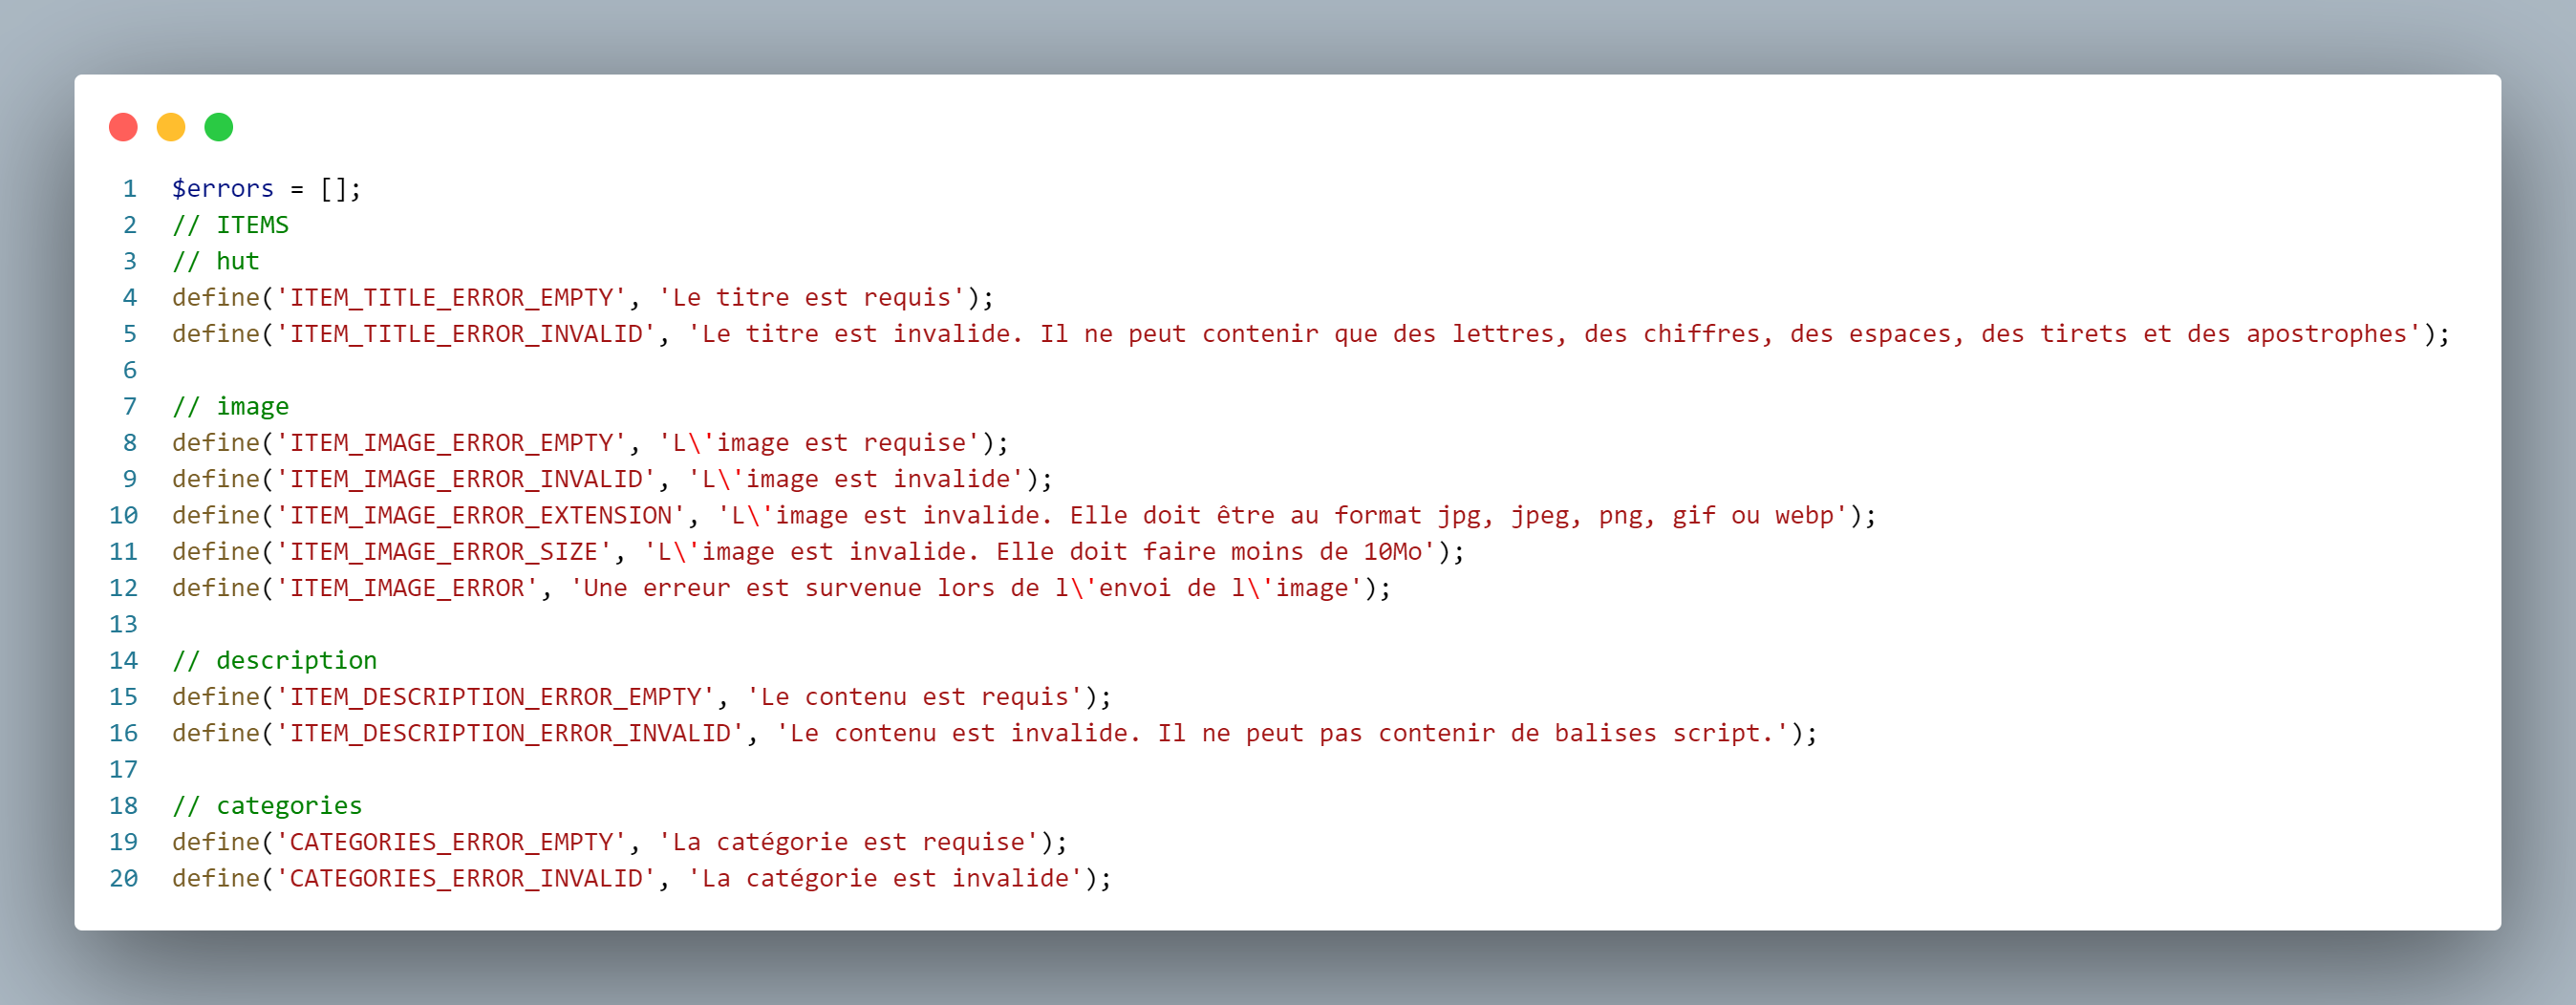 1 $errors = [];
2 // ITEMS
3 // hut
4 define('ITEM_TITLE_ERROR_EMPTY', 'Le titre est requis');
5 define('ITEM_TITLE_ERROR_INVALID', 'Le titre est invalide. Il ne peut contenir que des lettres, des chiffres, des espaces, des tirets et des apostrophes');
6
7 // image
8 define('ITEM_IMAGE_ERROR_EMPTY', 'L\'image est requise');
9 define('ITEM_IMAGE_ERROR_INVALID', 'L\'image est invalide');
10 define('ITEM_IMAGE_ERROR_EXTENSION', 'L\'image est invalide. Elle doit être au format jpg, jpeg, png, gif ou webp');
11 define('ITEM_IMAGE_ERROR_SIZE', 'L\'image est invalide. Elle doit faire moins de 10Mo');
12 define('ITEM_IMAGE_ERROR', 'Une erreur est survenue lors de l\'envoi de l\'image');
13
14 // description
15 define('ITEM_DESCRIPTION_ERROR_EMPTY', 'Le contenu est requis');
16 define('ITEM_DESCRIPTION_ERROR_INVALID', 'Le contenu est invalide. Il ne peut pas contenir de balises script.');
17
18 // categories
19 define('CATEGORIES_ERROR_EMPTY', 'La catégorie est requise');
20 define('CATEGORIES_ERROR_INVALID', 'La catégorie est invalide');